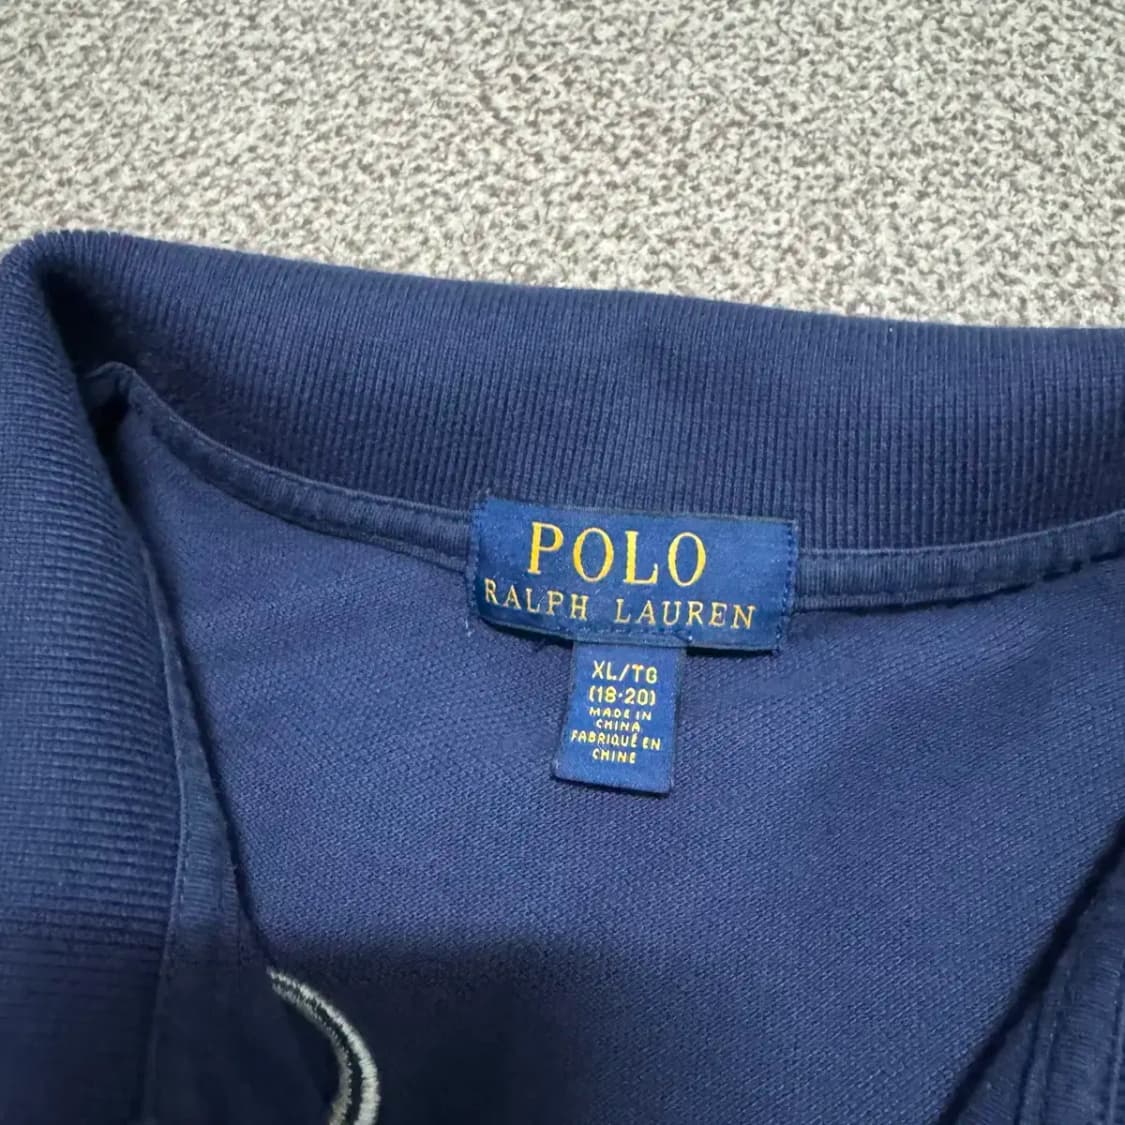 POLO
RALPH LAUREN
XL/TG
(18-20)
MADE IN
CHINA
FABRIQUÉ EN
CHINE